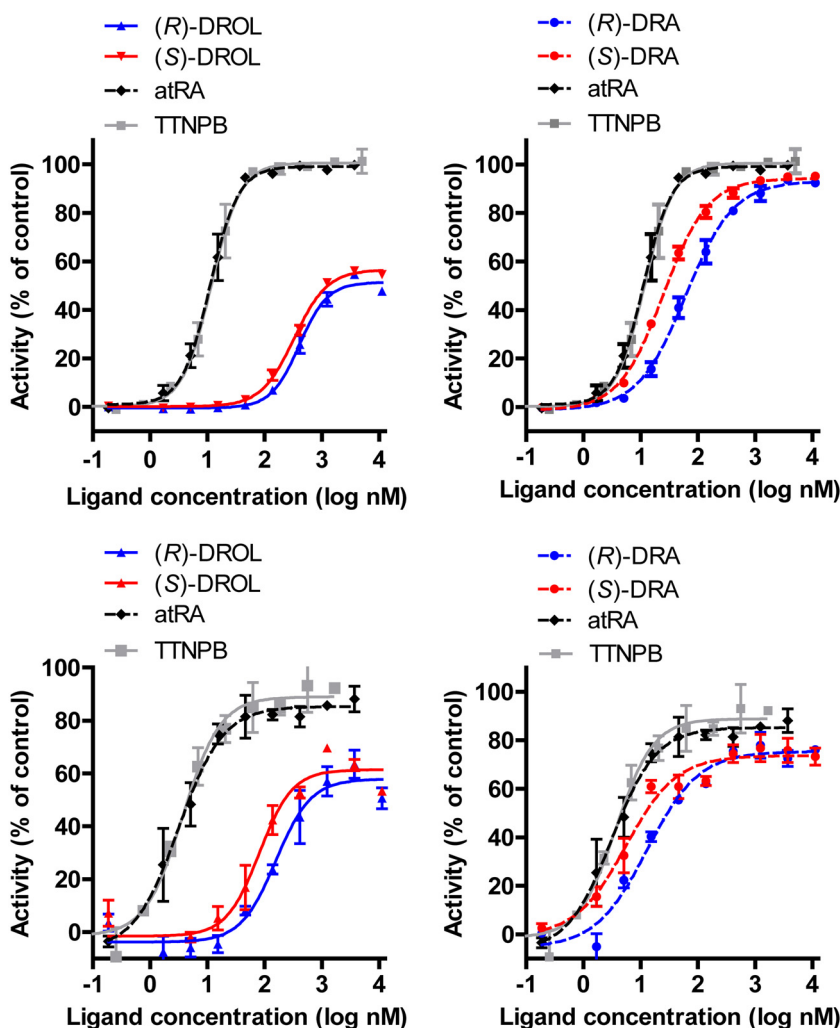 (R)-DROL
(S)-DROL
atRA
TTNPB
100
80
60
40
20
0
-1 0 1 2 3 4
Activity (% of control)
Ligand concentration (log nM)
(R)-DRA
(S)-DRA
atRA
TTNPB
100
80
60
40
20
0
-1 0 1 2 3 4
Activity (% of control)
Ligand concentration (log nM)
(R)-DROL
(S)-DROL
atRA
TTNPB
100
80
60
40
20
0
-1 0 1 2 3 4
Activity (% of control)
Ligand concentration (log nM)
(R)-DRA
(S)-DRA
atRA
TTNPB
100
80
60
40
20
0
-1 0 1 2 3 4
Activity (% of control)
Ligand concentration (log nM)